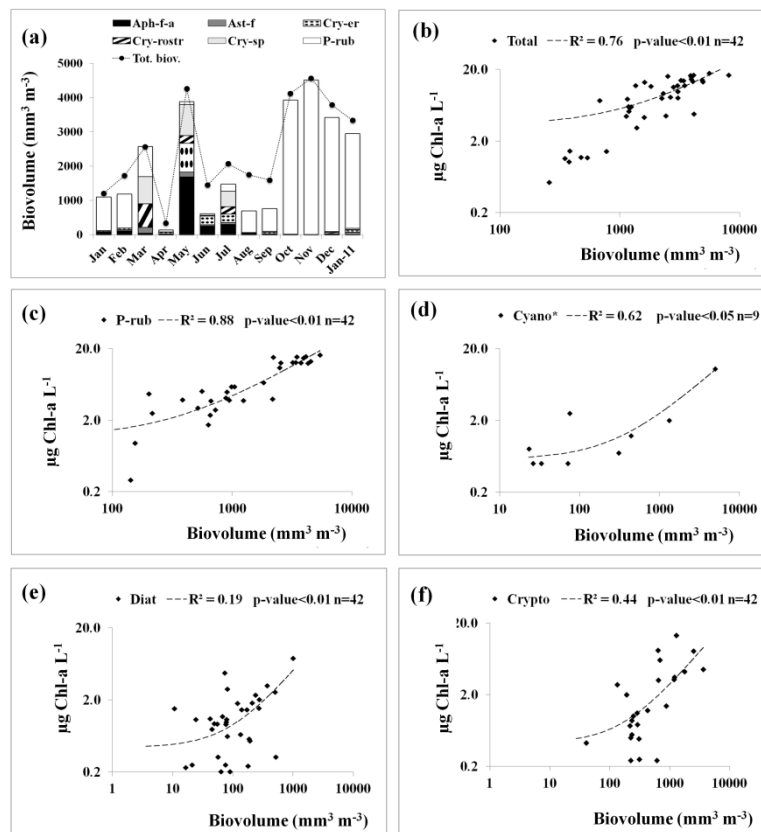 (a)
Aph-f-a Ast-f Cry-er
Cry-rostr Cry-sp P-rub
Tot. biov.
Biovolume (mm³ m-³)
5000
4000
3000
2000
1000
0
Jan Feb Mar Apr May Jun Jul Aug Sep Oct Nov Dec Jan-11
(b)
Total R² = 0.76 p-value<0.01 n=42
µg Chl-a L⁻¹
20.0
2.0
0.2
100 1000 10000
Biovolume (mm³ m-³)
(c)
P-rub R² = 0.88 p-value<0.01 n=42
µg Chl-a L⁻¹
20.0
2.0
0.2
100 1000 10000
Biovolume (mm³ m-³)
(d)
Cyano* R² = 0.62 p-value<0.05 n=9
µg Chl-a L⁻¹
20.0
2.0
0.2
10 100 1000 10000
Biovolume (mm³ m-³)
(e)
Diat R² = 0.19 p-value<0.01 n=42
µg Chl-a L⁻¹
20.0
2.0
0.2
1 10 100 1000 10000
Biovolume (mm³ m-³)
(f)
Crypto R² = 0.44 p-value<0.01 n=42
µg Chl-a L⁻¹
20.0
2.0
0.2
10 100 1000 10000
Biovolume (mm³ m-³)